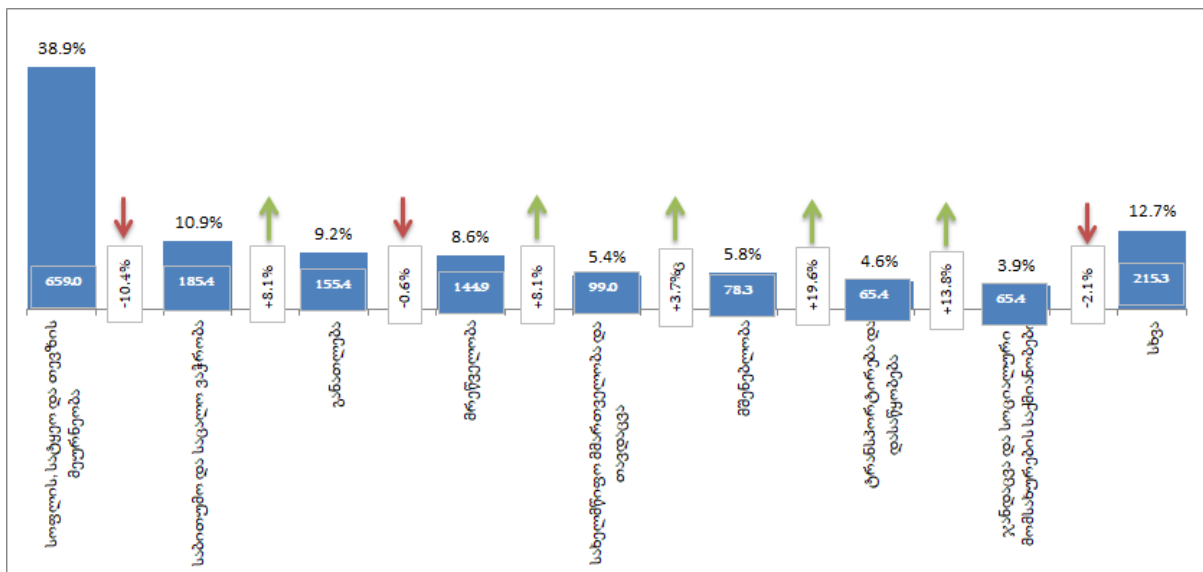 38.9%
10.9%
9.2%
8.6%
5.4%
5.8%
4.6%
3.9%
12.7%
659.0
-10.4%
185.4
+8.1%
155.4
-0.6%
144.9
+8.1%
99.0
+3.7%ც
78.3
+19.6%
65.4
+13.8%
65.4
-2.1%
215.3
სოფლის, სატყეო და თევზის
მეურნეობა
საბითუმო და საცალო ვაჭრობა
განათლება
მრეწველობა
სახელმწიფო მმართველობა და
თავდაცვა
მშენებლობა
ტრანსპორტირება და
დასაწყობება
ჯანდაცვა და სოციალური
მომსახურების საქმიანობები
სხვა